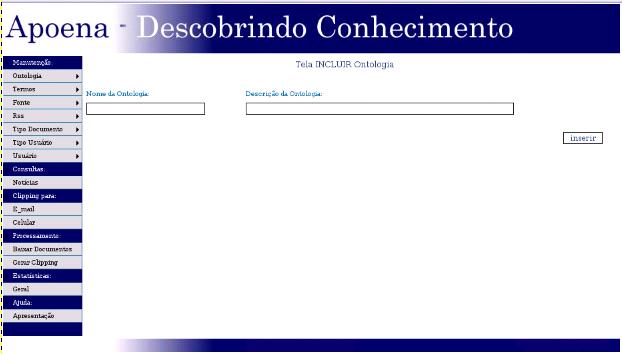 Apoena - Descobrindo Conhecimento
Manutenção:
Ontologia
Termos
Fonte
Rss
Tipo Documento
Tipo Usuário
Usuário
Consultas:
Notícias
Clipping para:
E_mail
Celular
Processamento:
Baixar Documentos
Gerar Clipping
Estatísticas:
Geral
Ajuda:
Apresentação
Tela INCLUIR Ontologia
Nome da Ontologia: Descrição da Ontologia:
inserir